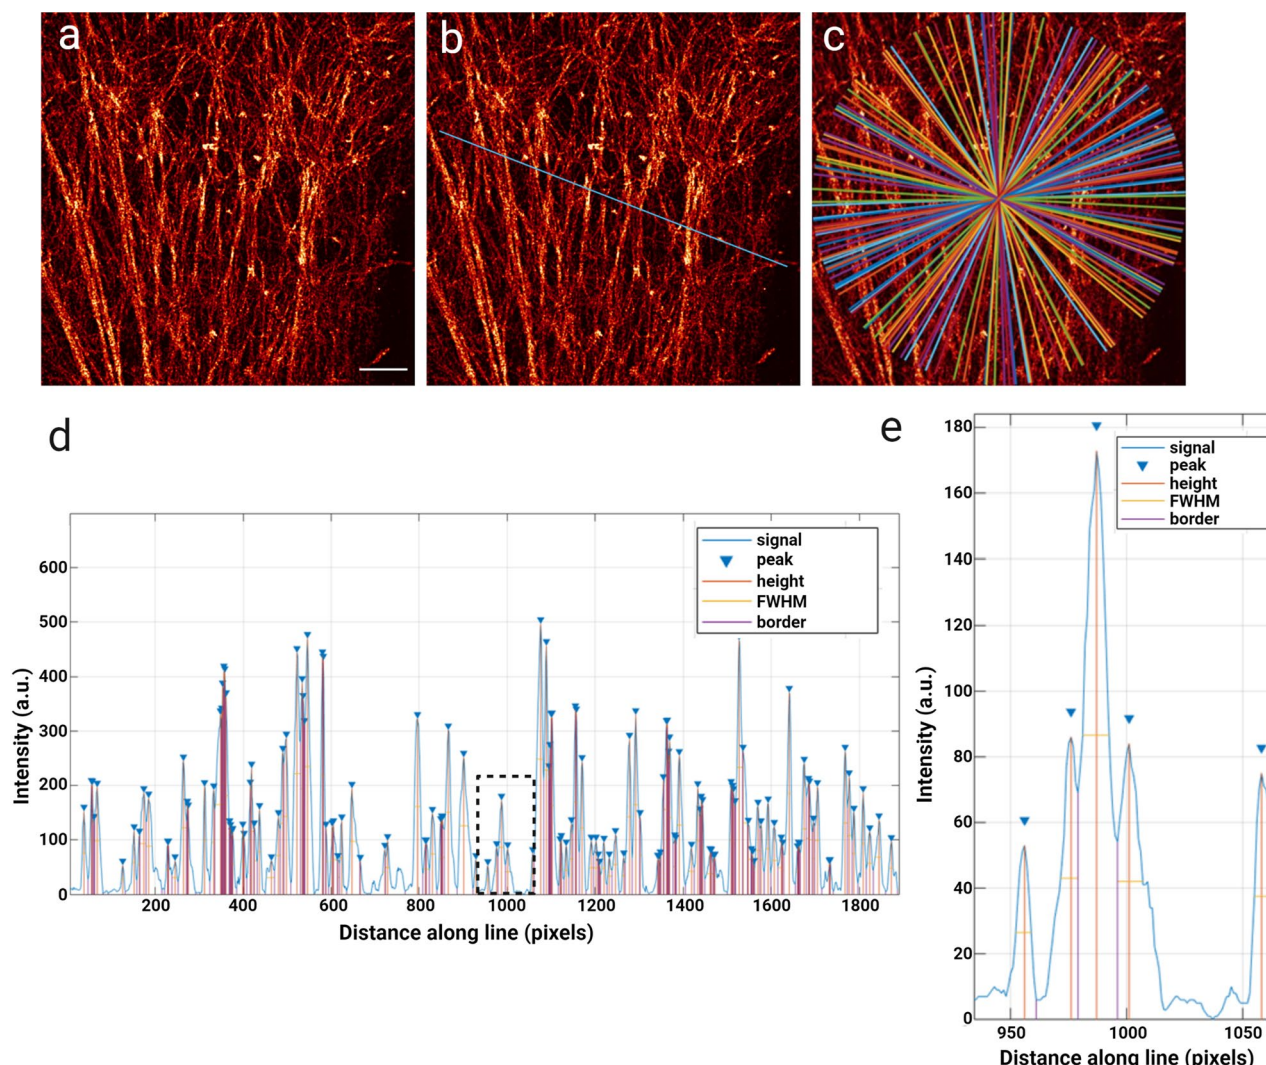 a
b
c
d
e
signal
peak
height
FWHM
border
600
500
400
300
200
100
0
200
400
600
800
1000
1200
1400
1600
1800
Intensity (a.u.)
Distance along line (pixels)
signal
peak
height
FWHM
border
180
160
140
120
100
80
60
40
20
0
950
1000
1050
Intensity (a.u.)
Distance along line (pixels)